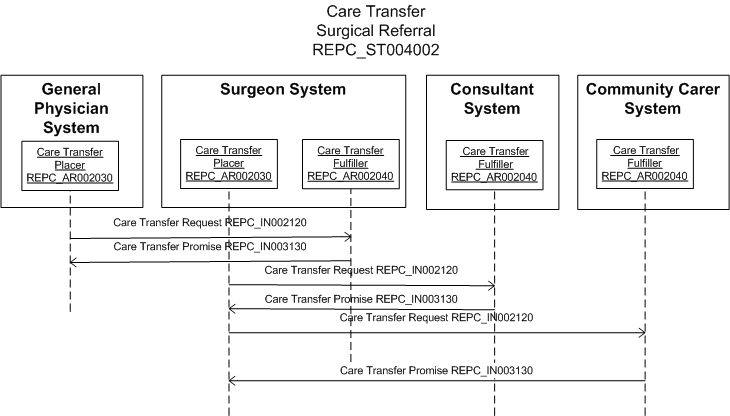 Care Transfer
Surgical Referral
REPC_ST004002
General
Physician
System
Care Transfer
Placer
REPC_AR002030
Surgeon System
Care Transfer
Placer
REPC_AR002030
Care Transfer
Fulfiller
REPC_AR002040
Consultant
System
Care Transfer
Fulfiller
REPC_AR002040
Community Carer
System
Care Transfer
Fulfiller
REPC_AR002040
Care Transfer Request REPC_IN002120
Care Transfer Promise REPC_IN003130
Care Transfer Request REPC_IN002120
Care Transfer Promise REPC_IN003130
Care Transfer Request REPC_IN002120
Care Transfer Promise REPC_IN003130